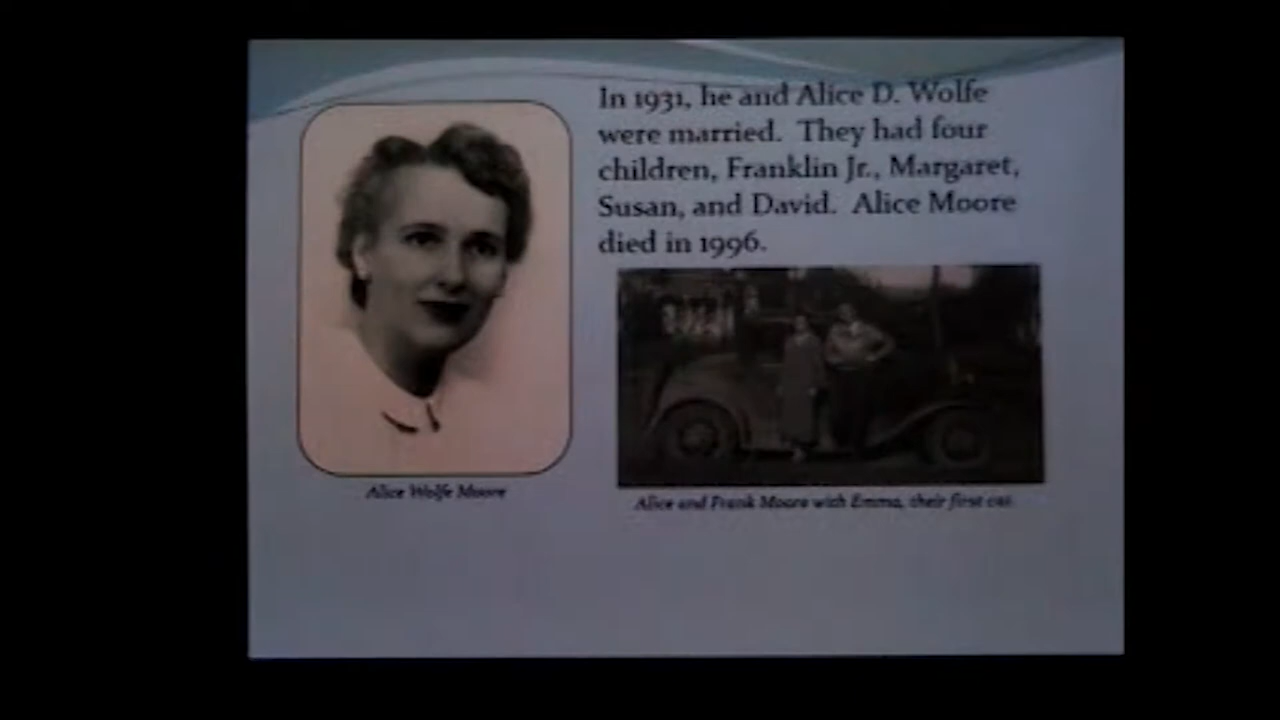 In 1931, he and Alice D. Wolfe
were married. They had four
children, Franklin Jr., Margaret,
Susan, and David. Alice Moore
died in 1996.
Alice Wolfe Moore
Alice and Frank Moore with Emma, their first car.